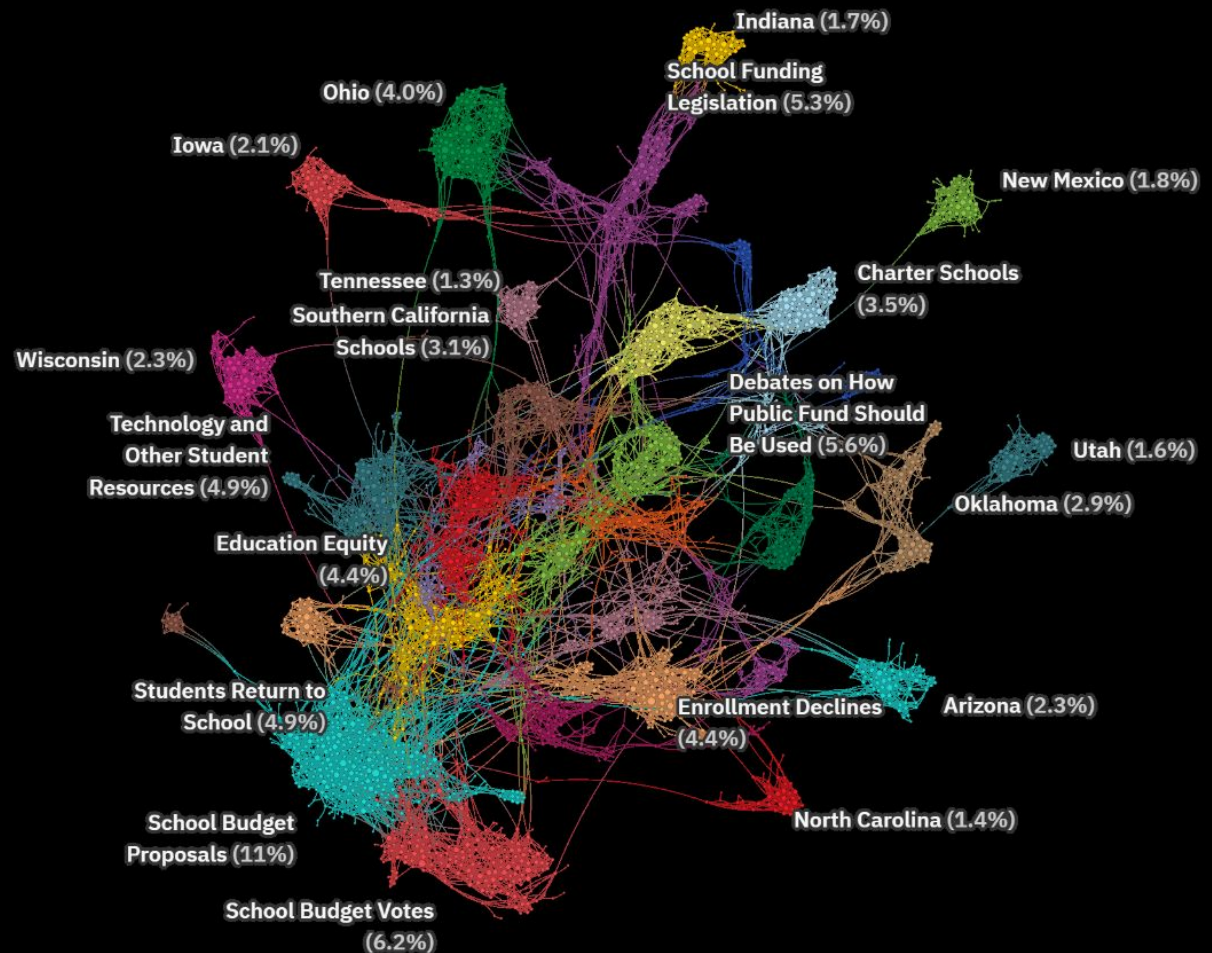 Indiana (1.7%)
School Funding
Legislation (5.3%)
Ohio (4.0%)
Iowa (2.1%)
New Mexico (1.8%)
Charter Schools
(3.5%)
Tennessee (1.3%)
Southern California
Schools (3.1%)
Wisconsin (2.3%)
Debates on How
Public Fund Should
Be Used (5.6%)
Technology and
Other Student
Resources (4.9%)
Utah (1.6%)
Oklahoma (2.9%)
Education Equity
(4.4%)
Students Return to
School (4.9%)
Enrollment Declines
(4.4%)
Arizona (2.3%)
North Carolina (1.4%)
School Budget
Proposals (11%)
School Budget Votes
(6.2%)